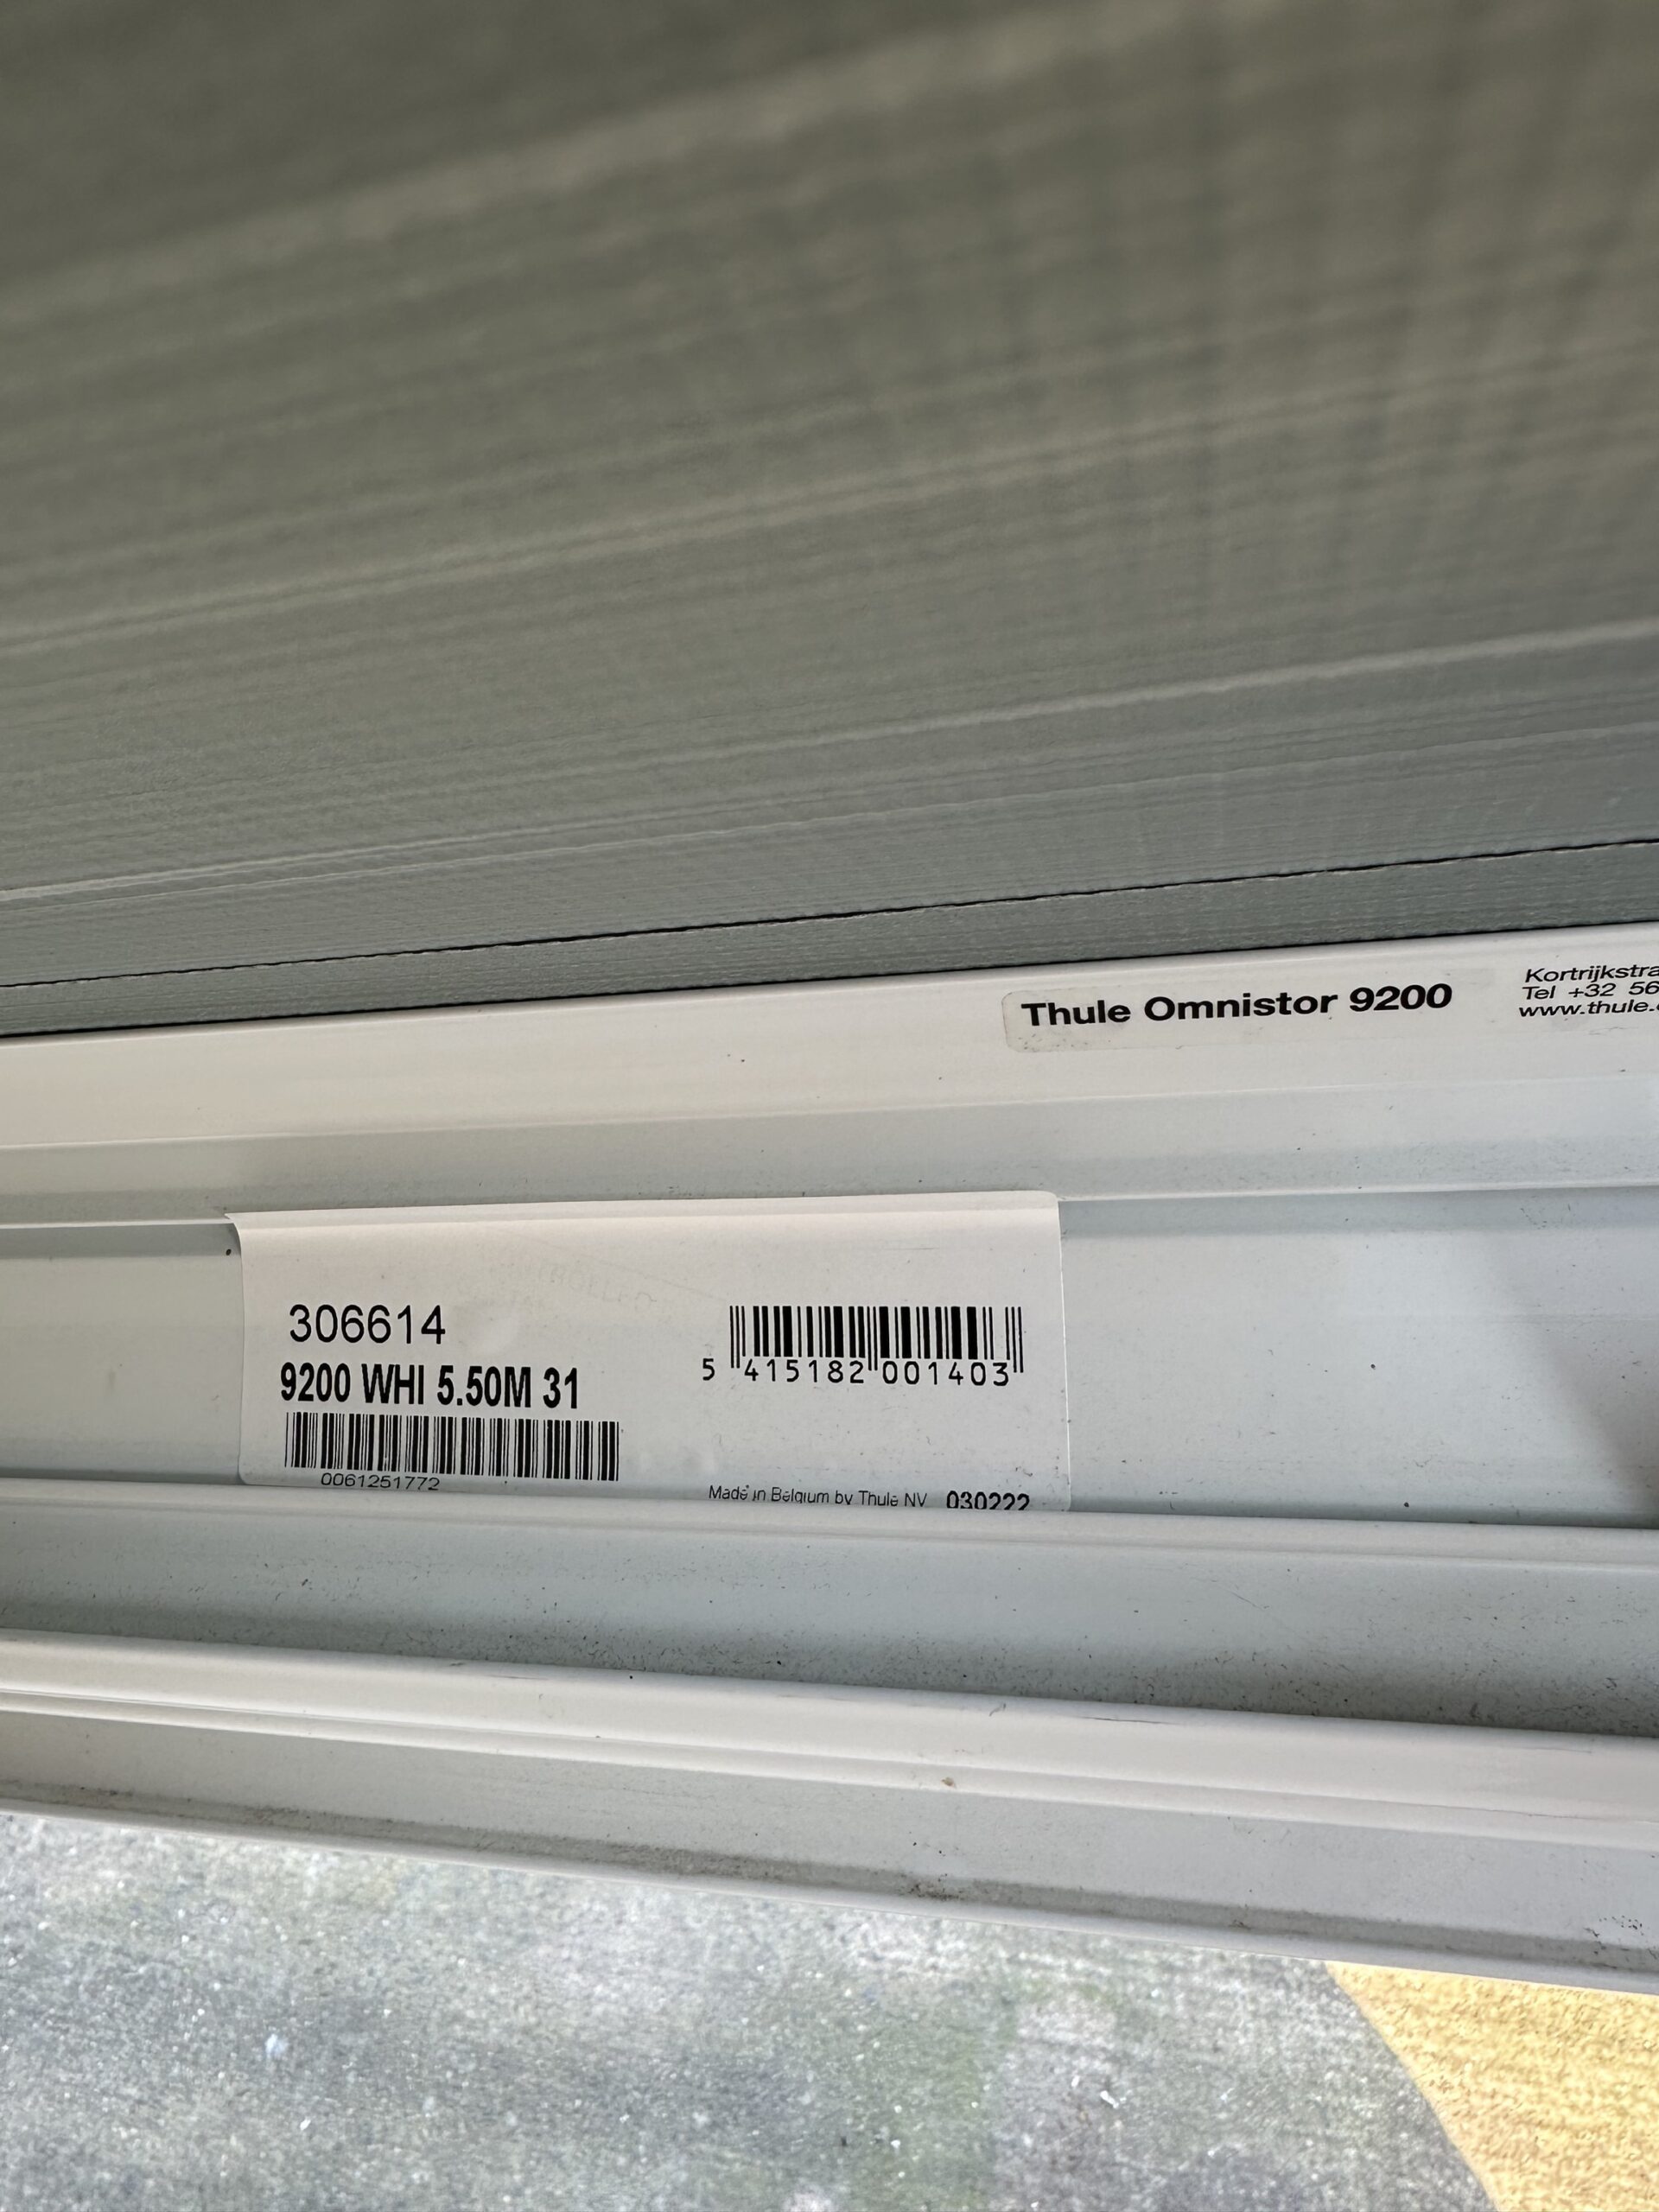 Thule Omnistor 9200
Kortrijkstra
Tel +32 56
www.thule.
306614
9200 WHI 5.50M 31
0061251772
5 415182 001403
Made in Belgium by Thule NV 030222